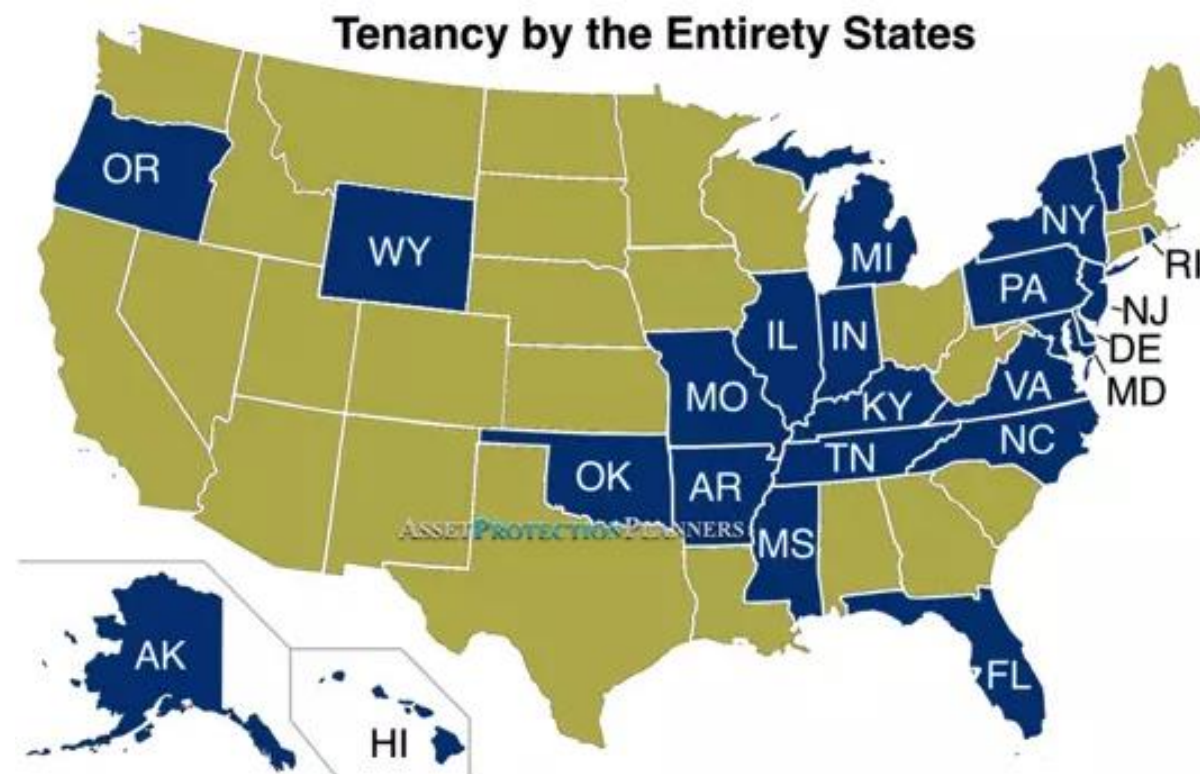 Tenancy by the Entirety States
OR
WY
MI
NY
RI
PA
NJ
DE
MD
IL
IN
MO
KY
VA
NC
TN
OK
AR
MS
ASSETPROTECTIONPLANNERS
FL
AK
HI